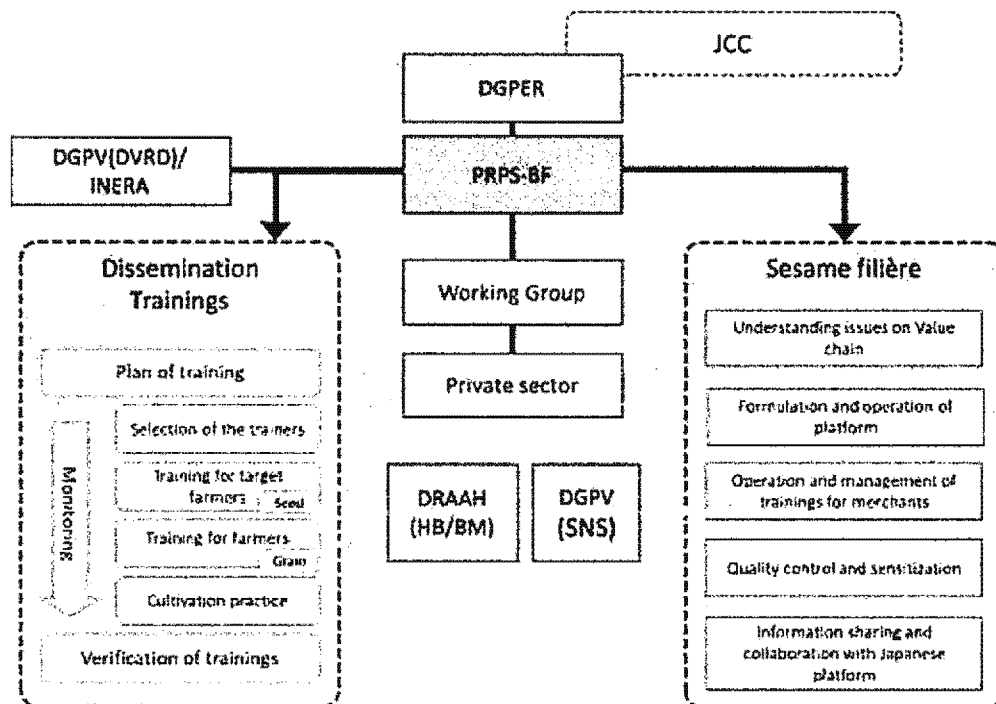 JCC
DGPER
DGPV(DVRD)/
INERA
PRPS-BF
Dissemination
Trainings
Plan of training
Monitoring
Selection of the trainers
Training for target
farmers
Seed
Training for farmers
Grain
Cultivation practice
Verification of trainings
Working Group
Private sector
DRAAH
(HB/BM)
DGPV
(SNS)
Sesame filière
Understanding issues on Value
chain
Formulation and operation of
platform
Operation and management of
trainings for merchants
Quality control and sensitization
Information sharing and
collaboration with Japanese
platform